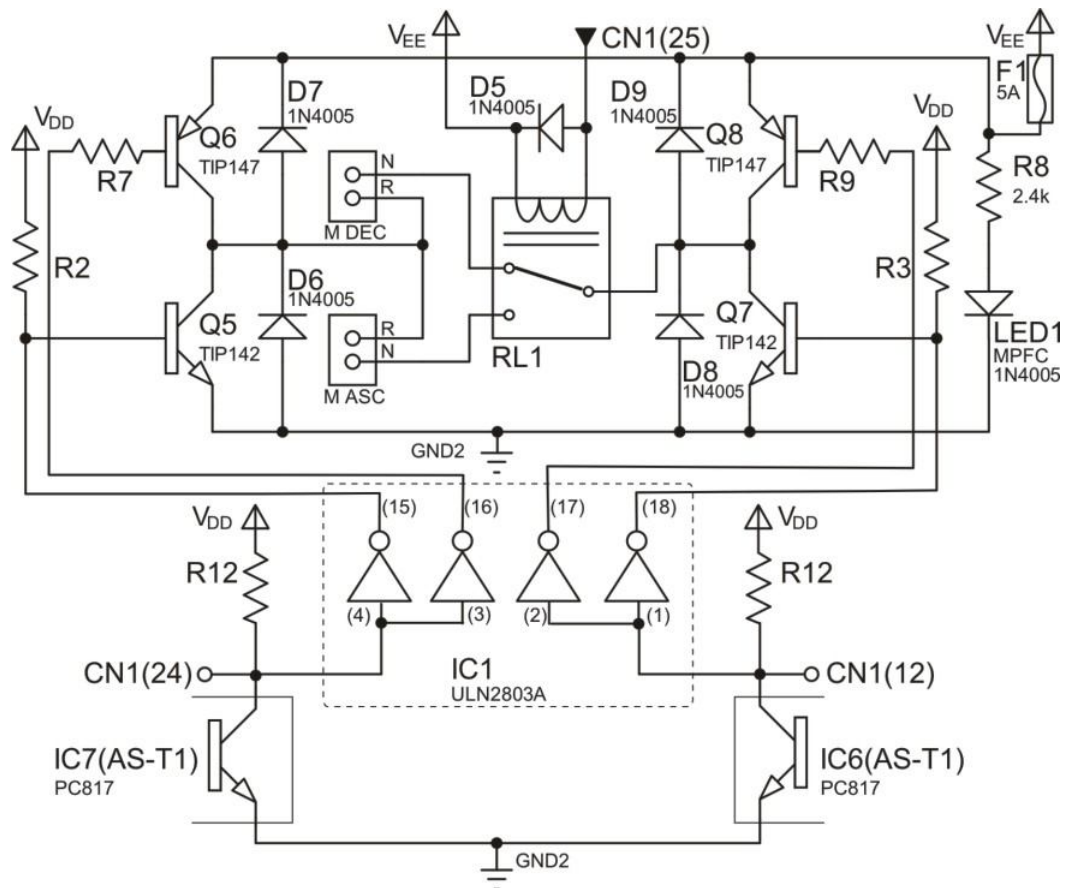 VEE
CN1(25)
VEE
F1
5A
D7
1N4005
D5
1N4005
D9
1N4005
VDD
VDD
Q6
TIP147
Q8
TIP147
R7
R9
R8
2.4k
N
R
M DEC
R2
R3
D6
1N4005
Q5
TIP142
R
N
M ASC
RL1
Q7
TIP142
D8
1N4005
LED1
MPFC
1N4005
GND2
(15)
(16)
(17)
(18)
VDD
VDD
R12
R12
(4)
(3)
(2)
(1)
CN1(24)
IC1
ULN2803A
CN1(12)
IC7(AS-T1)
PC817
IC6(AS-T1)
PC817
GND2